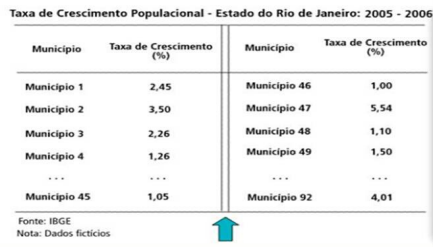 Taxa de Crescimento Populacional - Estado do Rio de Janeiro: 2005 - 2006
Município Taxa de Crescimento (%) Município Taxa de Crescimento (%)
Município 1 2,45 Município 46 1,00
Município 2 3,50 Município 47 5,54
Município 3 2,26 Município 48 1,10
Município 4 1,26 Município 49 1,50
... ... ... ...
Município 45 1,05 Município 92 4,01
Fonte: IBGE
Nota: Dados fictícios